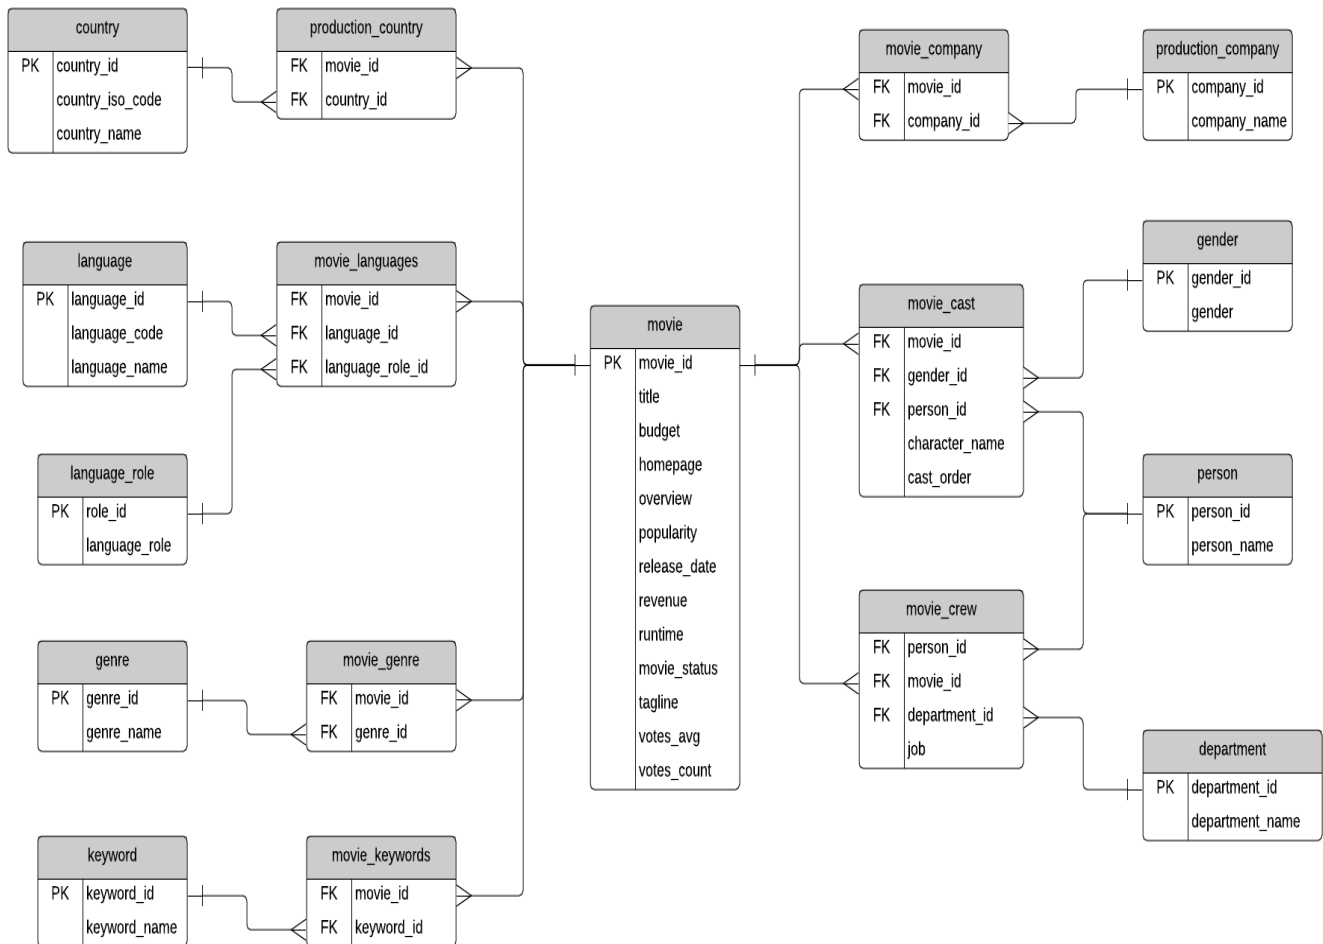 country
PK country_id
country_iso_code
country_name
production_country
FK movie_id
FK country_id
language
PK language_id
language_code
language_name
movie_languages
FK movie_id
FK language_id
FK language_role_id
language_role
PK role_id
language_role
genre
PK genre_id
genre_name
movie_genre
FK movie_id
FK genre_id
keyword
PK keyword_id
keyword_name
movie_keywords
FK movie_id
FK keyword_id
movie
PK movie_id
title
budget
homepage
overview
popularity
release_date
revenue
runtime
movie_status
tagline
votes_avg
votes_count
movie_company
FK movie_id
FK company_id
production_company
PK company_id
company_name
gender
PK gender_id
gender
movie_cast
FK movie_id
FK gender_id
FK person_id
character_name
cast_order
person
PK person_id
person_name
movie_crew
FK person_id
FK movie_id
FK department_id
job
department
PK department_id
department_name